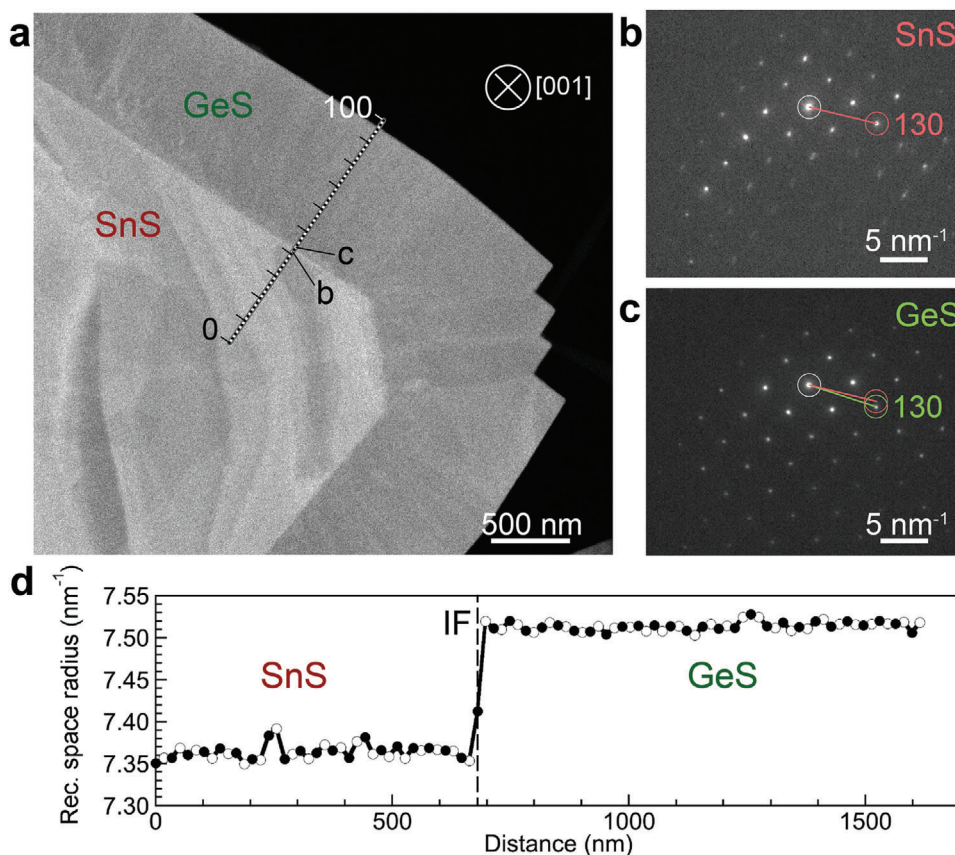 a
GeS
100
[001]
SnS
c
b
0
500 nm
b
SnS
130
5 nm⁻¹
c
GeS
130
5 nm⁻¹
d
Rec. space radius (nm⁻¹)
7.55
7.50
7.45
7.40
7.35
7.30
IF
SnS
GeS
0
500
1000
1500
Distance (nm)